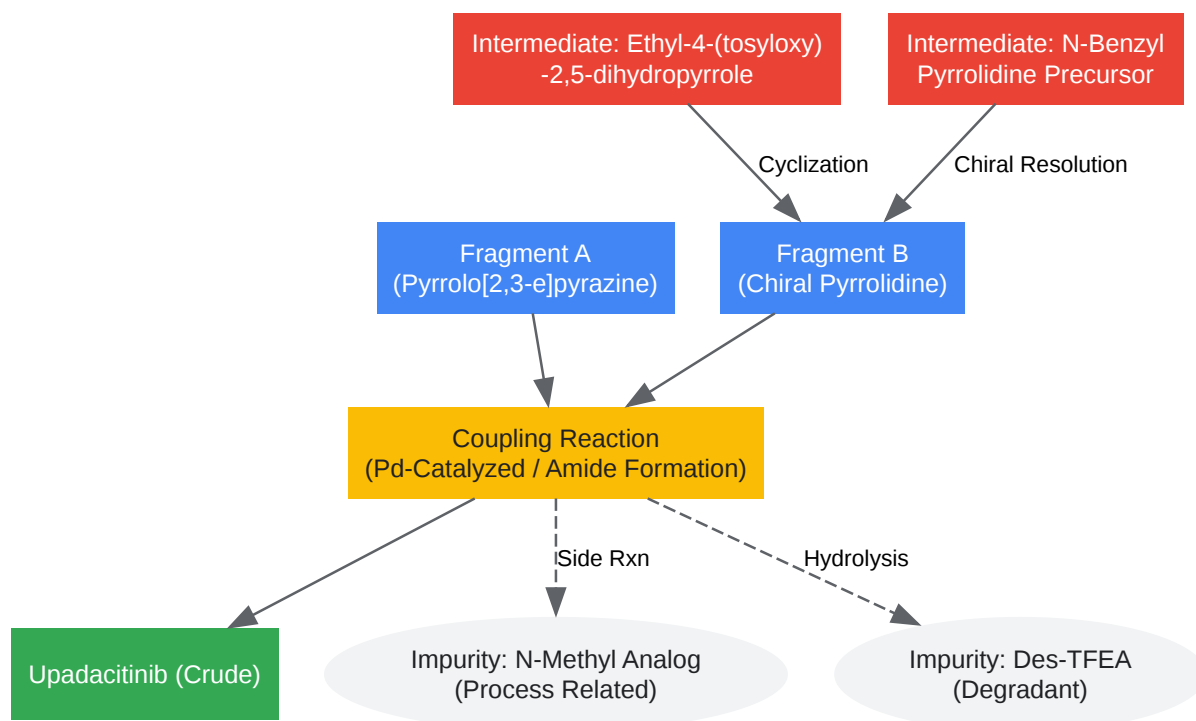 Intermediate: Ethyl-4-(tosyloxy)
-2,5-dihydropyrrole
Intermediate: N-Benzyl
Pyrrolidine Precursor
Cyclization
Chiral Resolution
Fragment A
(Pyrrolo[2,3-e]pyrazine)
Fragment B
(Chiral Pyrrolidine)
Coupling Reaction
(Pd-Catalyzed / Amide Formation)
Side Rxn
Hydrolysis
Upadacitinib (Crude)
Impurity: N-Methyl Analog
(Process Related)
Impurity: Des-TFEA
(Degradant)